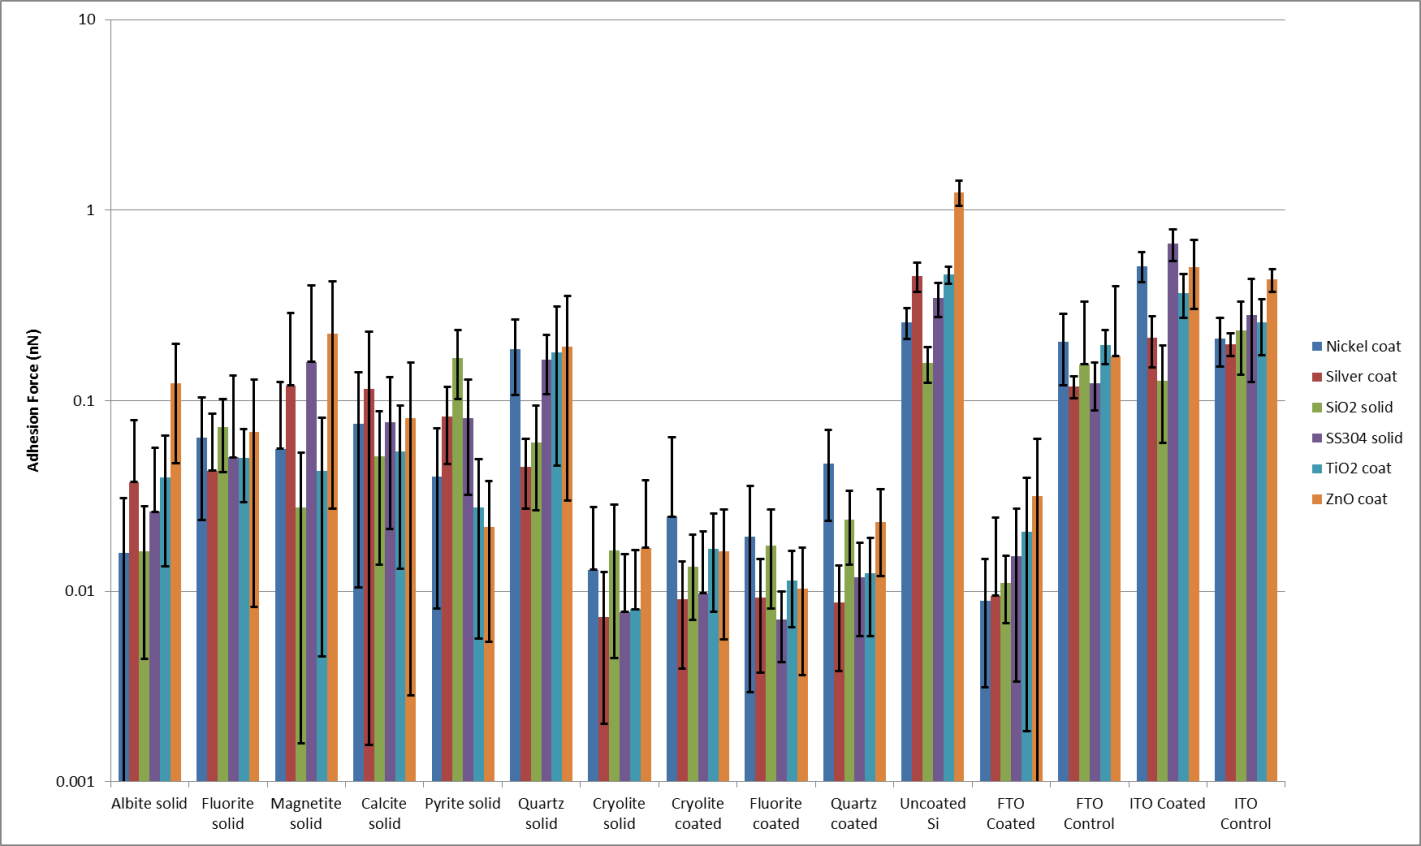 10
1
0.1
0.01
0.001
Adhesion Force (nN)
Albite solid
Fluorite
solid
Magnetite
solid
Calcite
solid
Pyrite solid
Quartz
solid
Cryolite
solid
Cryolite
coated
Fluorite
coated
Quartz
coated
Uncoated
Si
FTO
Coated
FTO
Control
ITO Coated
ITO
Control
Nickel coat
Silver coat
SiO2 solid
SS304 solid
TiO2 coat
ZnO coat